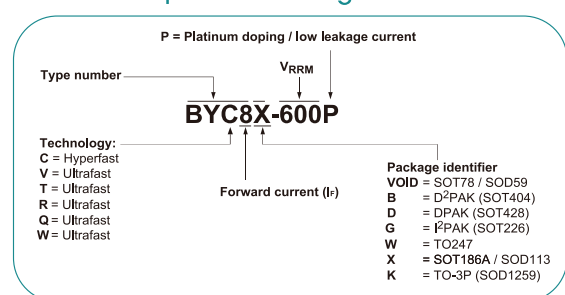 P = Platinum doping / low leakage current
Type number
VRRM
BYC8X-600P
Technology:
C = Hyperfast
V = Ultrafast
T = Ultrafast
R = Ultrafast
Q = Ultrafast
W = Ultrafast
Forward current (IF)
Package identifier
VOID = SOT78 / SOD59
B = D²PAK (SOT404)
D = DPAK (SOT428)
G = I²PAK (SOT226)
W = TO247
X = SOT186A / SOD113
K = TO-3P (SOD1259)